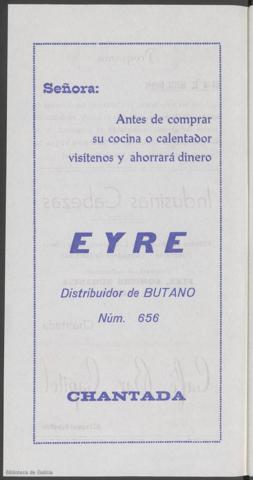 Señora:
Antes de comprar
su cocina o calentador
visítenos y ahorrará dinero
EYRE
Distribuidor de BUTANO
Núm. 656
CHANTADA
Biblioteca de Galicia